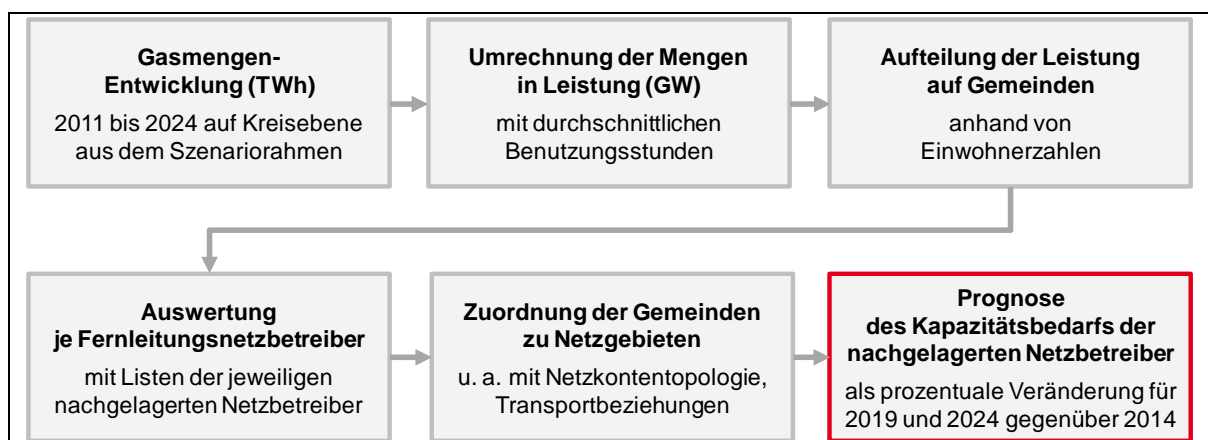 Gasmengen-
Entwicklung (TWh)
2011 bis 2024 auf Kreisebene
aus dem Szenariorahmen
Umrechnung der Mengen
in Leistung (GW)
mit durchschnittlichen
Benutzungsstunden
Aufteilung der Leistung
auf Gemeinden
anhand von
Einwohnerzahlen
Auswertung
je Fernleitungsnetzbetreiber
mit Listen der jeweiligen
nachgelagerten Netzbetreiber
Zuordnung der Gemeinden
zu Netzgebieten
u. a. mit Netzkontentopologie,
Transportbeziehungen
Prognose
des Kapazitätsbedarfs der
nachgelagerten Netzbetreiber
als prozentuale Veränderung für
2019 und 2024 gegenüber 2014